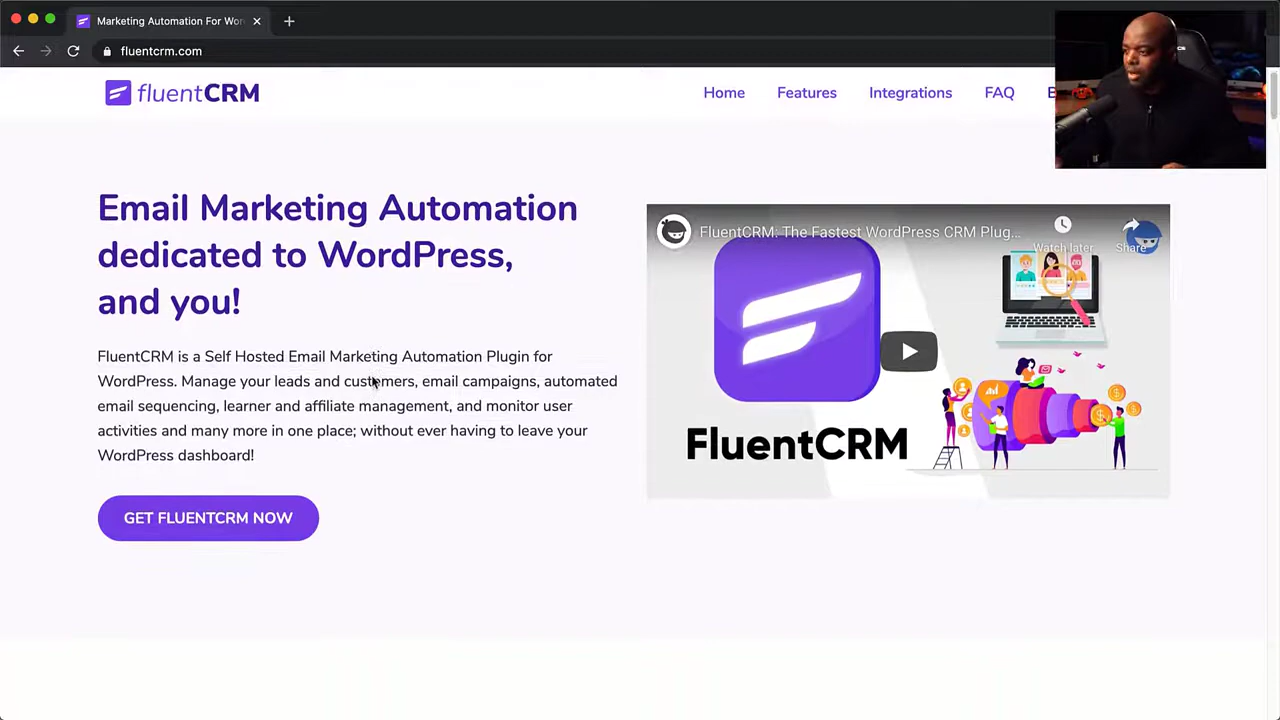 Marketing Automation For Wor
fluentcrm.com
fluentCRM
Home Features Integrations FAQ
Email Marketing Automation
dedicated to WordPress,
and you!
FluentCRM is a Self Hosted Email Marketing Automation Plugin for
WordPress. Manage your leads and customers, email campaigns, automated
email sequencing, learner and affiliate management, and monitor user
activities and many more in one place; without ever having to leave your
WordPress dashboard!
GET FLUENTCRM NOW
FluentCRM: The Fastest WordPress CRM Plug...
Watch later
Share
FluentCRM